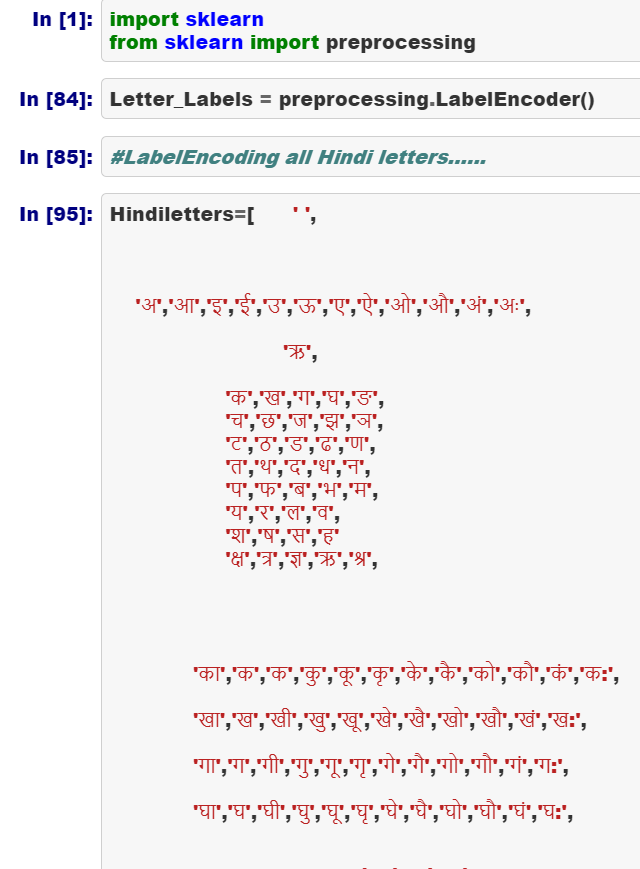 In [1]: import sklearn
from sklearn import preprocessing
In [84]: Letter_Labels = preprocessing.LabelEncoder()
In [85]: #LabelEncoding all Hindi letters......
In [95]: Hindiletters=[ ' ',
'अ','आ','इ','ई','उ','ऊ','ए','ऐ','ओ','औ','अं','अः',
'ऋ',
'क','ख','ग','घ','ङ',
'च','छ','ज','झ','ञ',
'ट','ठ','ड','ढ','ण',
'त','थ','द','ध','न',
'प','फ','ब','भ','म',
'य','र','ल','व',
'श','ष','स','ह'
'क्ष','त्र','ज्ञ','ऋ','श्र',
'का','क','क','कु','कू','कृ','के','कै','को','कौ','कं','क:',
'खा','ख','खी','खु','खू','खे','खै','खो','खौ','खं','ख:',
'गा','ग','गी','गु','गू','गृ','गे','गै','गो','गौ','गं','ग:',
'घा','घ','घी','घु','घू','घृ','घे','घै','घो','घौ','घं','घ:',